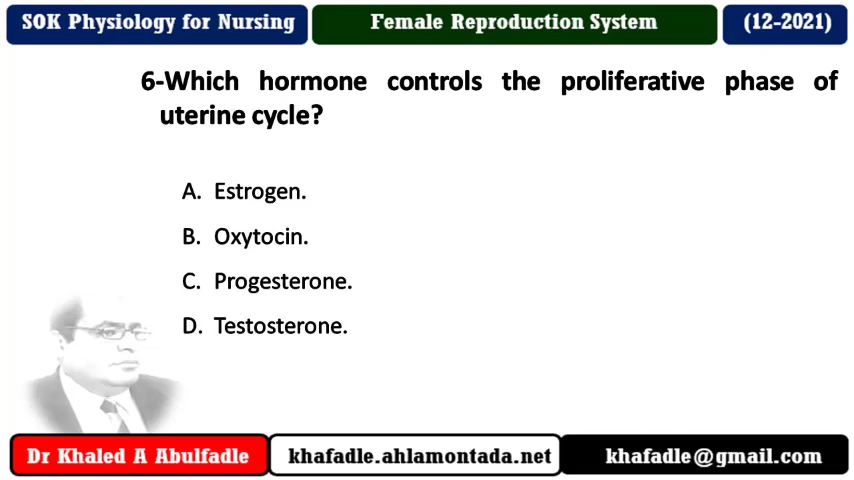 SOK Physiology for Nursing
Female Reproduction System
(12-2021)
6-Which hormone controls the proliferative phase of
uterine cycle?
A. Estrogen.
B. Oxytocin.
C. Progesterone.
D. Testosterone.
Dr Khaled A Abulfadle
khafadle.ahlamontada.net
khafadle@gmail.com